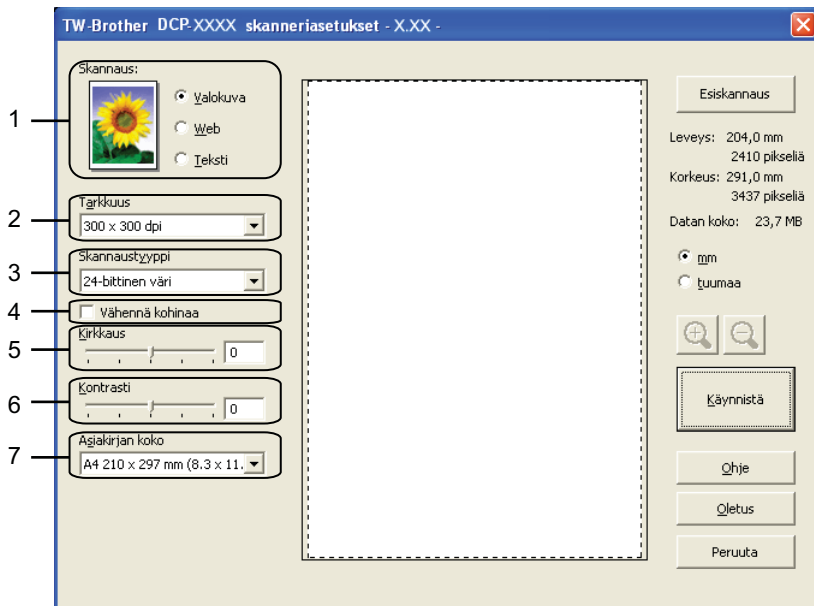 TW-Brother DCP-XXXX skanneriasetukset - X.XX -
1
Skannaus:
Valokuva
Web
Teksti
2
Tarkkuus
300 x 300 dpi
3
Skannaustyyppi
24-bittinen väri
4
Vähennä kohinaa
5
Kirkkaus
0
6
Kontrasti
0
7
Asiakirjan koko
A4 210 x 297 mm (8.3 x 11.
Esiskannaus
Leveys: 204,0 mm
2410 pikseliä
Korkeus: 291,0 mm
3437 pikseliä
Datan koko: 23,7 MB
mm
tuumaa
Käynnistä
Ohje
Oletus
Peruuta